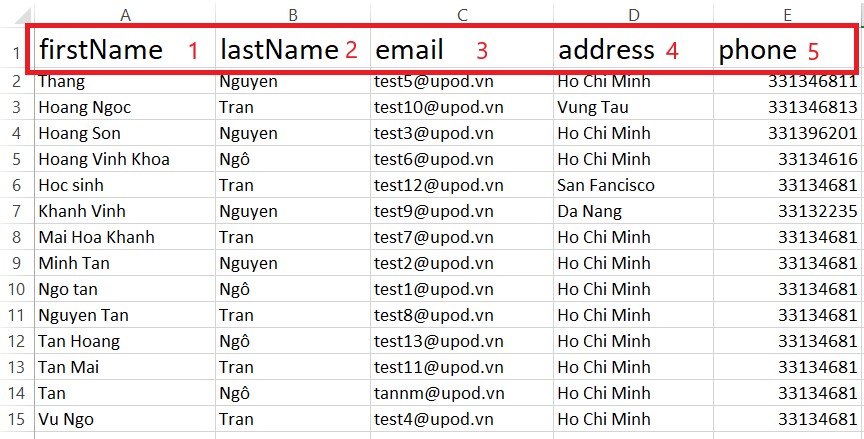 A B C D E
1 firstName 1 lastName 2 email 3 address 4 phone 5
2 Thang Nguyen test5@upod.vn Ho Chi Minh 331346811
3 Hoang Ngoc Tran test10@upod.vn Vung Tau 331346813
4 Hoang Son Nguyen test3@upod.vn Ho Chi Minh 331396201
5 Hoang Vinh Khoa Ngô test6@upod.vn Ho Chi Minh 33134616
6 Hoc sinh Tran test12@upod.vn San Fancisco 33134681
7 Khanh Vinh Nguyen test9@upod.vn Da Nang 33132235
8 Mai Hoa Khanh Tran test7@upod.vn Ho Chi Minh 33134681
9 Minh Tan Nguyen test2@upod.vn Ho Chi Minh 33134681
10 Ngo tan Ngô test1@upod.vn Ho Chi Minh 33134681
11 Nguyen Tan Tran test8@upod.vn Ho Chi Minh 33134681
12 Tan Hoang Ngô test13@upod.vn Ho Chi Minh 33134681
13 Tan Mai Tran test11@upod.vn Ho Chi Minh 33134681
14 Tan Ngô tannm@upod.vn Ho Chi Minh 33134681
15 Vu Ngo Tran test4@upod.vn Ho Chi Minh 33134681